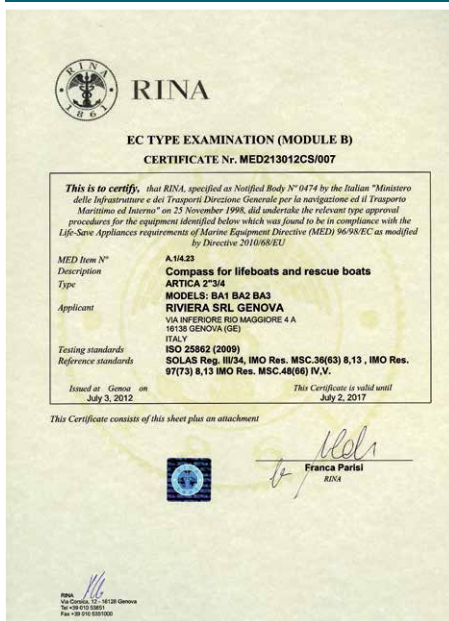 RINA
1861
RINA
EC TYPE EXAMINATION (MODULE B)
CERTIFICATE Nr. MED213012CS/007
This is to certify, that RINA, specified as Notified Body N° 0474 by the Italian "Ministero
delle Infrastrutture e dei Trasporti Direzione Generale per la navigazione ed il Trasporto
Marittimo ed Interno" on 25 November 1998, did undertake the relevant type approval
procedures for the equipment identified below which was found to be in compliance with the
Life-Save Appliances requirements of Marine Equipment Directive (MED) 96/98/EC as modified
by Directive 2010/68/EU
MED Item N° A.1/4.23
Description Compass for lifeboats and rescue boats
Type ARTICA 2"3/4
MODELS: BA1 BA2 BA3
Applicant RIVIERA SRL GENOVA
VIA INFERIORE RIO MAGGIORE 4 A
16138 GENOVA (GE)
ITALY
Testing standards ISO 25862 (2009)
Reference standards SOLAS Reg. III/34, IMO Res. MSC.36(63) 8,13 , IMO Res.
97(73) 8,13 IMO Res. MSC.48(66) IV,V.
Issued at Genoa on This Certificate is valid until
July 3, 2012 July 2, 2017
This Certificate consists of this sheet plus an attachment
Franca Parisi
RINA
RINA
Via Corsica, 12 - 16128 Genova
Tel +39 010 53851
Fax +39 010 5351000